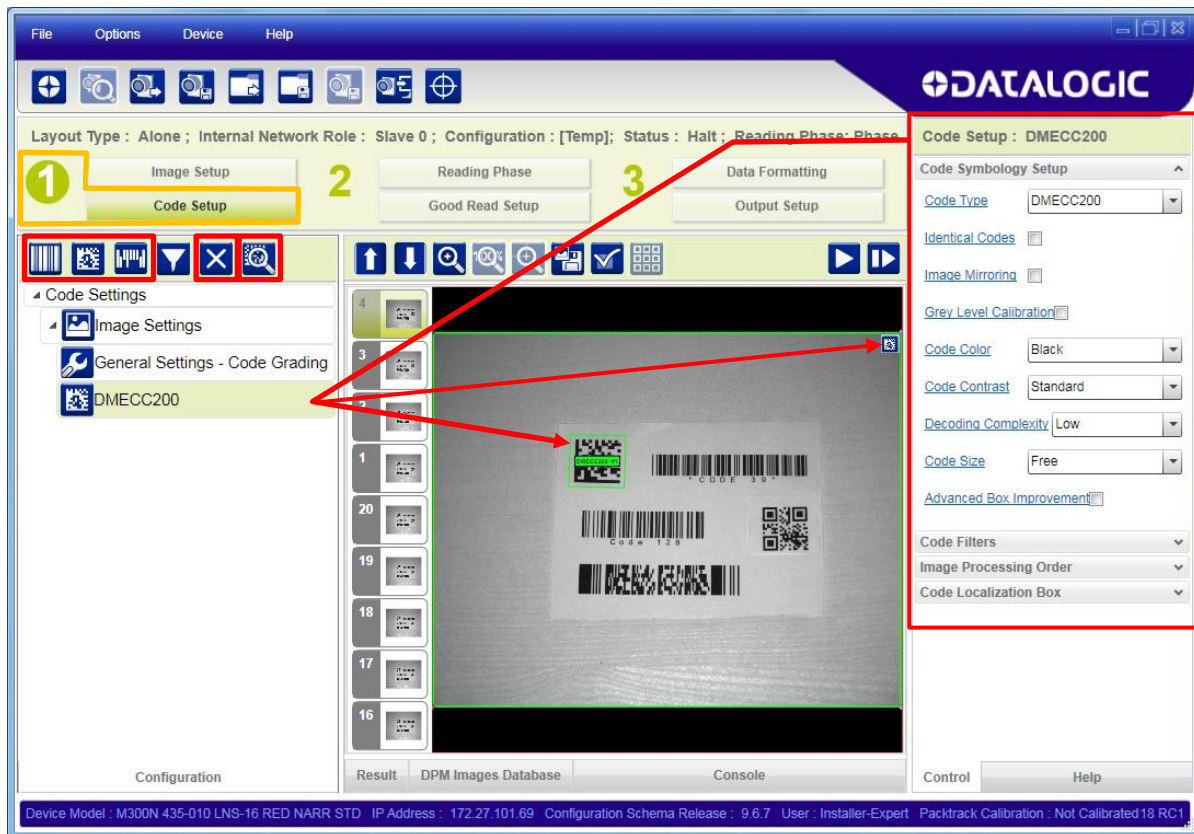 File Options Device Help
DATALOGIC
Layout Type : Alone ; Internal Network Role : Slave 0 ; Configuration : [Temp]; Status : Halt ; Reading Phase: Phase
1 Image Setup
Code Setup
2 Reading Phase
Good Read Setup
3 Data Formatting
Output Setup
Code Settings
Image Settings
General Settings - Code Grading
DMECC200
Configuration
100%
4
3
2
1
20
19
18
17
16
*CODE 39*
Code 128
Result DPM Images Database Console
Code Setup : DMECC200
Code Symbology Setup
Code Type DMECC200
Identical Codes
Image Mirroring
Grey Level Calibration
Code Color Black
Code Contrast Standard
Decoding Complexity Low
Code Size Free
Advanced Box Improvement
Code Filters
Image Processing Order
Code Localization Box
Control Help
Device Model : M300N 435-010 LNS-16 RED NARR STD IP Address : 172.27.101.69 Configuration Schema Release : 9.6.7 User : Installer-Expert Packtrack Calibration : Not Calibrated 18 RC1